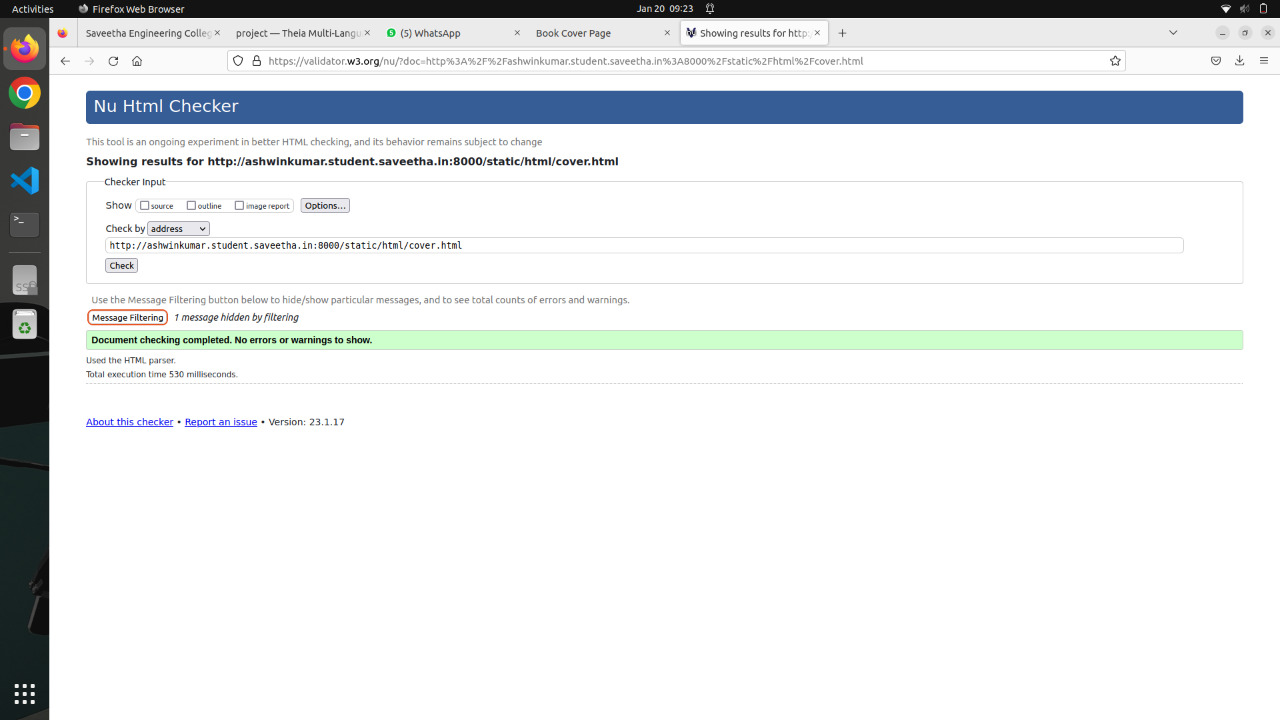 Activities
Firefox Web Browser
Jan 20 09:23
Saveetha Engineering Colleg
project — Theia Multi-Langu
(5) WhatsApp
Book Cover Page
Showing results for http:
https://validator.w3.org/nu/?doc=http%3A%2F%2Fashwinkumar.student.saveetha.in%3A8000%2Fstatic%2Fhtml%2Fcover.html
Nu Html Checker
This tool is an ongoing experiment in better HTML checking, and its behavior remains subject to change
Showing results for http://ashwinkumar.student.saveetha.in:8000/static/html/cover.html
Checker Input
Show source outline image report Options...
Check by address
http://ashwinkumar.student.saveetha.in:8000/static/html/cover.html
Check
Use the Message Filtering button below to hide/show particular messages, and to see total counts of errors and warnings.
Message Filtering 1 message hidden by filtering
Document checking completed. No errors or warnings to show.
Used the HTML parser.
Total execution time 530 milliseconds.
About this checker • Report an issue • Version: 23.1.17